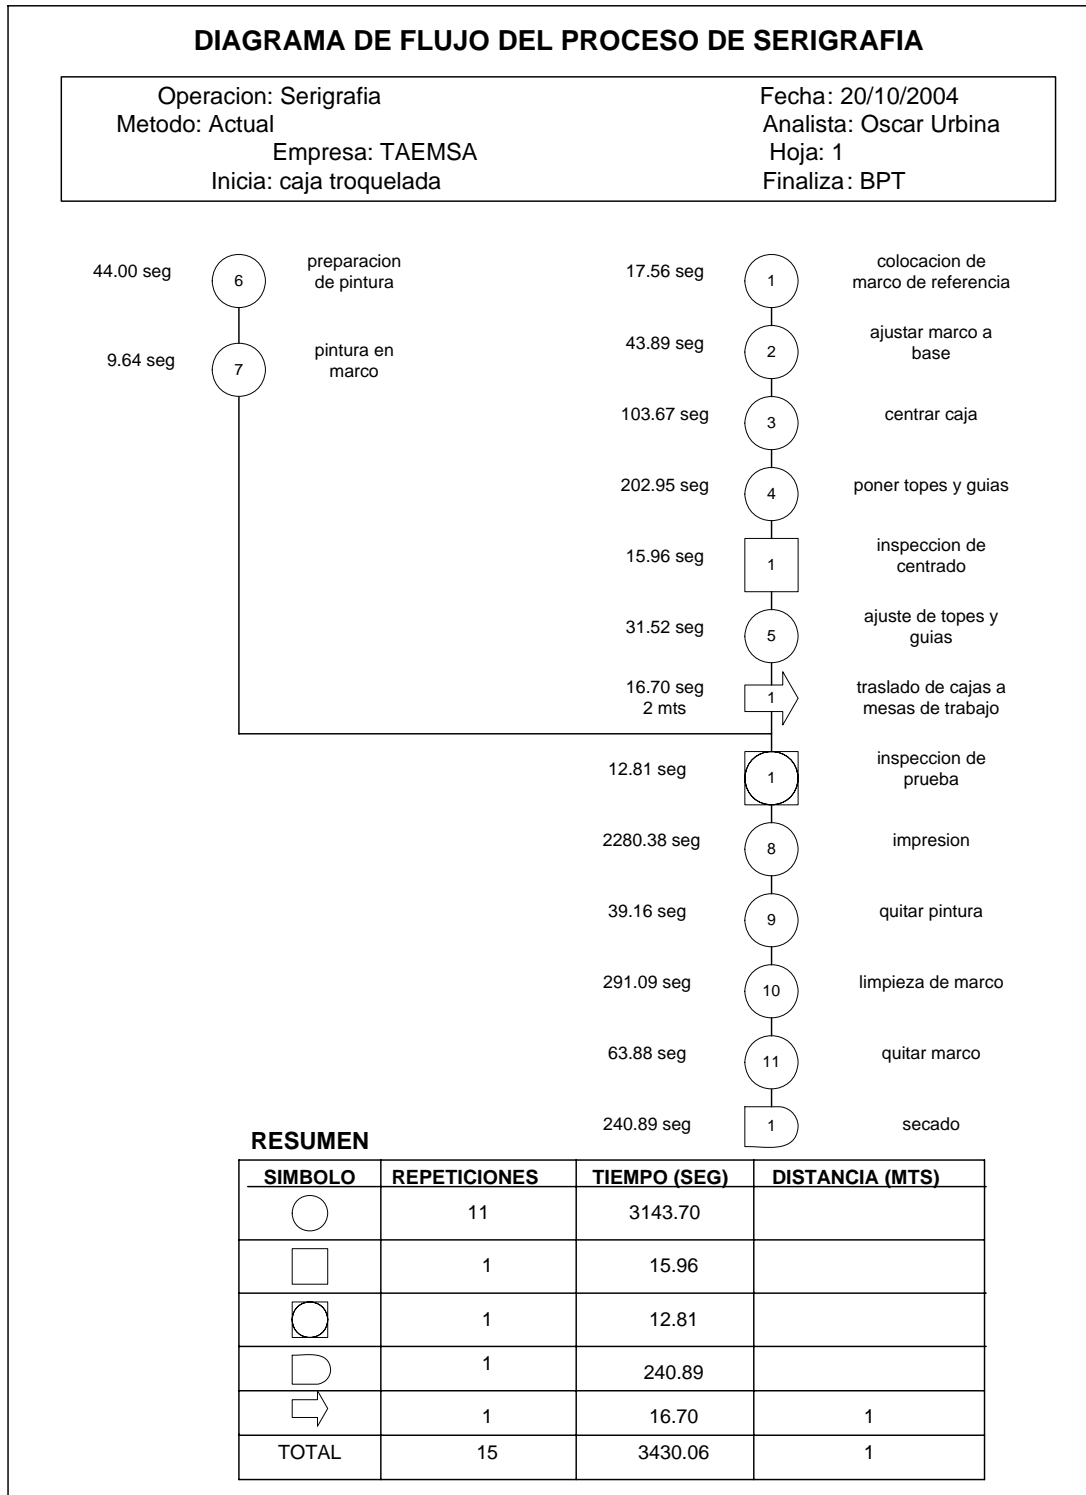 DIAGRAMA DE FLUJO DEL PROCESO DE SERIGRAFIA
Operacion: Serigrafia
Fecha: 20/10/2004
Metodo: Actual
Analista: Oscar Urbina
Empresa: TAEMSA
Hoja: 1
Inicia: caja troquelada
Finaliza: BPT
44.00 seg
6
preparacion
de pintura
9.64 seg
7
pintura en
marco
17.56 seg
1
colocacion de
marco de referencia
43.89 seg
2
ajustar marco a
base
103.67 seg
3
centrar caja
202.95 seg
4
poner topes y guias
15.96 seg
1
inspeccion de
centrado
31.52 seg
5
ajuste de topes y
guias
16.70 seg
2 mts
1
traslado de cajas a
mesas de trabajo
12.81 seg
1
inspeccion de
prueba
2280.38 seg
8
impresion
39.16 seg
9
quitar pintura
291.09 seg
10
limpieza de marco
63.88 seg
11
quitar marco
240.89 seg
1
secado
RESUMEN
SIMBOLO REPETICIONES TIEMPO (SEG) DISTANCIA (MTS)
11 3143.70
1 15.96
1 12.81
1 240.89
1 16.70 1
TOTAL 15 3430.06 1